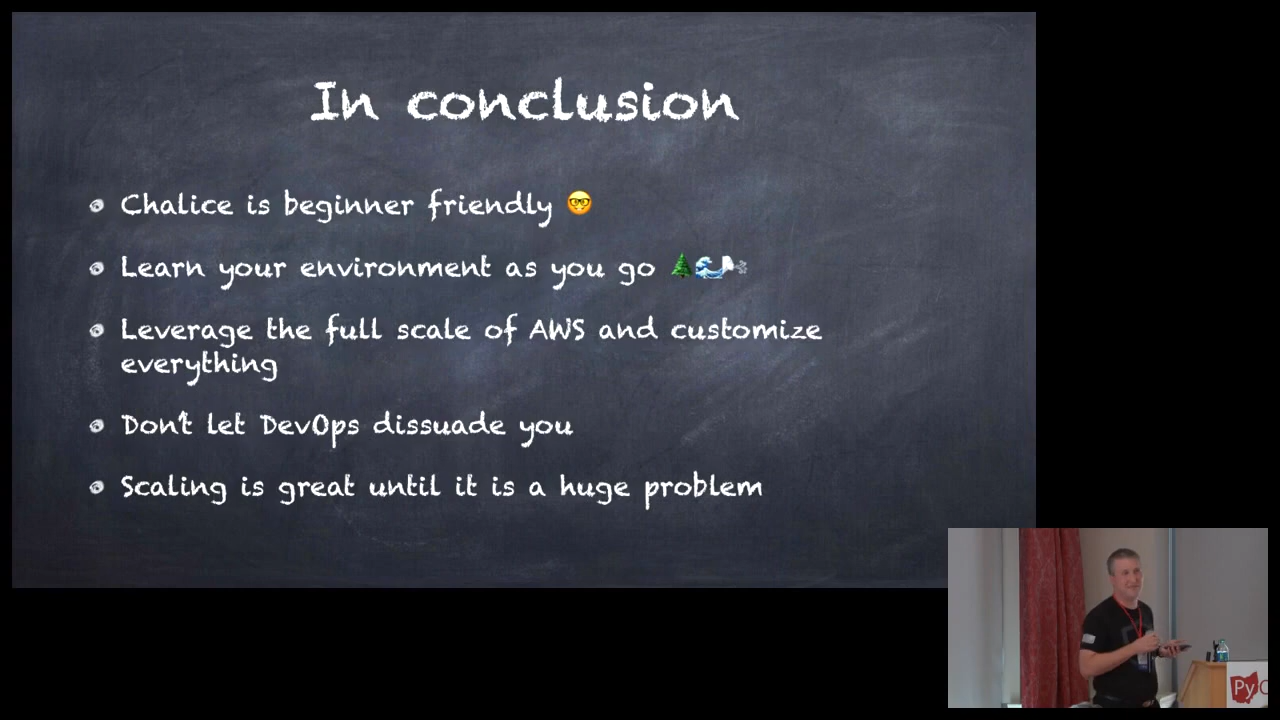 In conclusion
Chalice is beginner friendly 🤓
Learn your environment as you go 🌲🌊🌬
Leverage the full scale of AWS and customize
everything
Don't let DevOps dissuade you
Scaling is great until it is a huge problem
Py